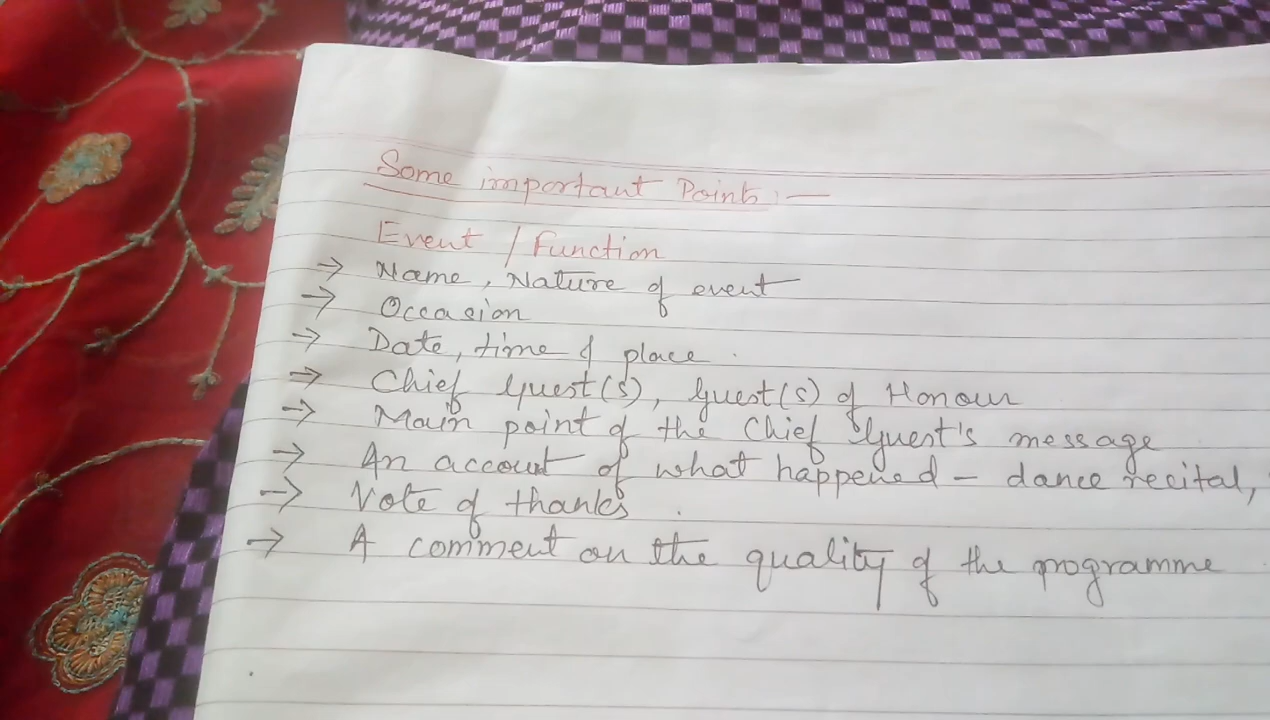 Some important Points :-
Event / Function
→ Name, Nature of event
→ Occasion
→ Date, time & place.
→ Chief Guest(s), Guest(s) of Honour
→ Main point of the Chief Guest's message
→ An account of what happened - dance recital,
→ Vote of thanks.
→ A comment on the quality of the programme